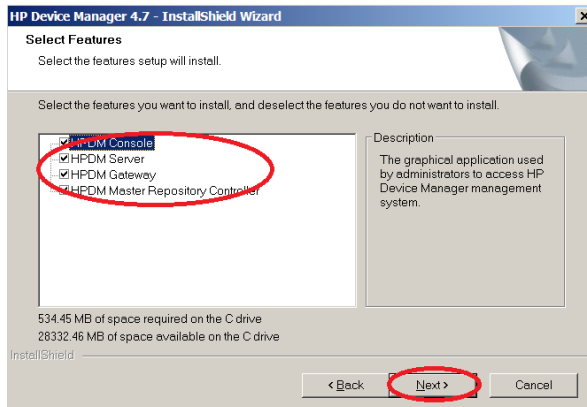 HP Device Manager 4.7 - InstallShield Wizard
Select Features
Select the features setup will install.
Select the features you want to install, and deselect the features you do not want to install.
HPDM Console
HPDM Server
HPDM Gateway
HPDM Master Repository Controller
Description
The graphical application used
by administrators to access HP
Device Manager management
system.
534.45 MB of space required on the C drive
28332.46 MB of space available on the C drive
InstallShield
< Back
Next >
Cancel